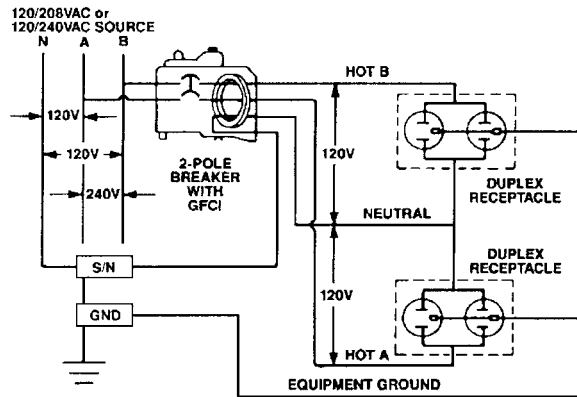 120/208VAC or
120/240VAC SOURCE
N A B
120V
120V
240V
2-POLE
BREAKER
WITH
GFCI
S/N
GND
HOT B
120V
NEUTRAL
120V
HOT A
EQUIPMENT GROUND
DUPLEX
RECEPTACLE
DUPLEX
RECEPTACLE